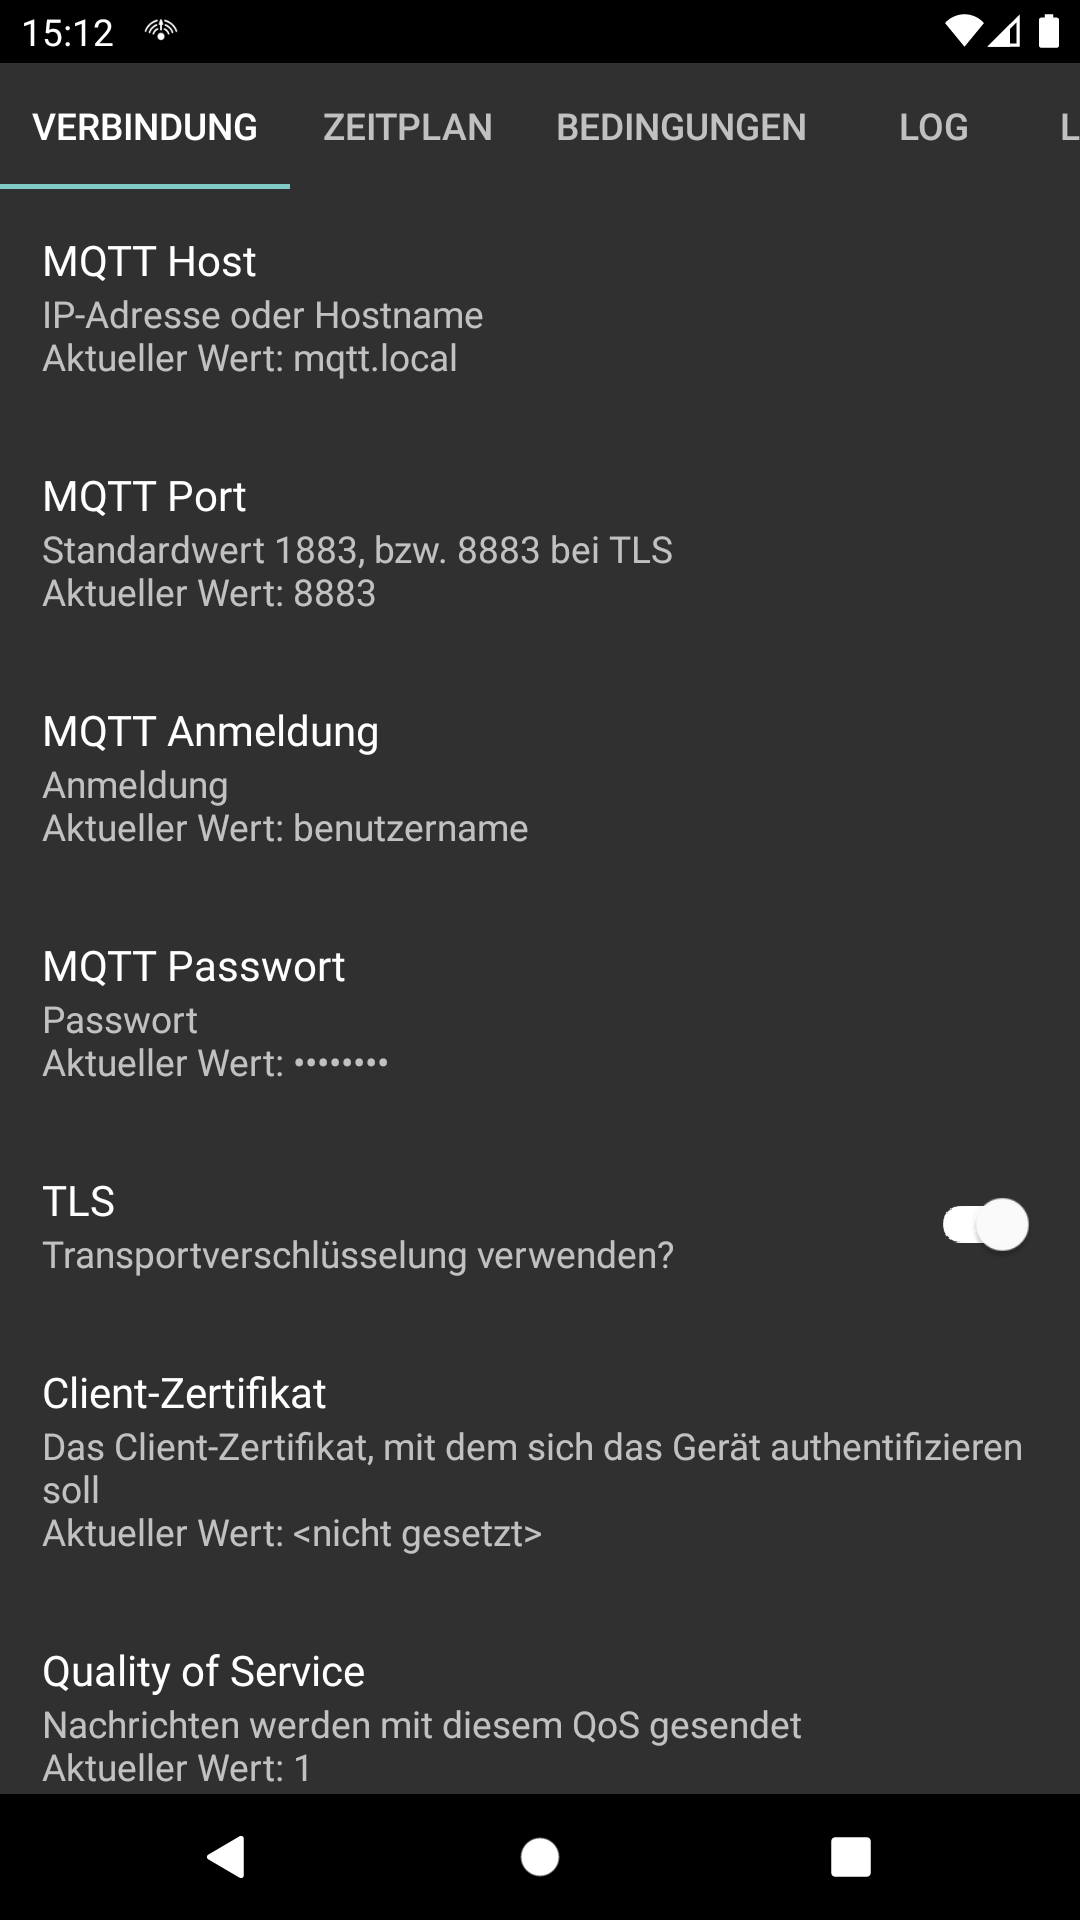 15:12
VERBINDUNG ZEITPLAN BEDINGUNGEN LOG L
MQTT Host
IP-Adresse oder Hostname
Aktueller Wert: mqtt.local
MQTT Port
Standardwert 1883, bzw. 8883 bei TLS
Aktueller Wert: 8883
MQTT Anmeldung
Anmeldung
Aktueller Wert: benutzername
MQTT Passwort
Passwort
Aktueller Wert: ••••••••
TLS
Transportverschlüsselung verwenden?
Client-Zertifikat
Das Client-Zertifikat, mit dem sich das Gerät authentifizieren
soll
Aktueller Wert: <nicht gesetzt>
Quality of Service
Nachrichten werden mit diesem QoS gesendet
Aktueller Wert: 1